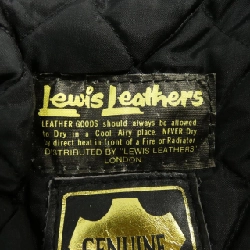 Lewis Leathers
LEATHER GOODS should always be allowed
to Dry in a Cool Airy place. NEVER Dry
by direct heat in front of a Fire or Radiator
DISTRIBUTED BY "LEWIS LEATHERS"
LONDON
GENUINE